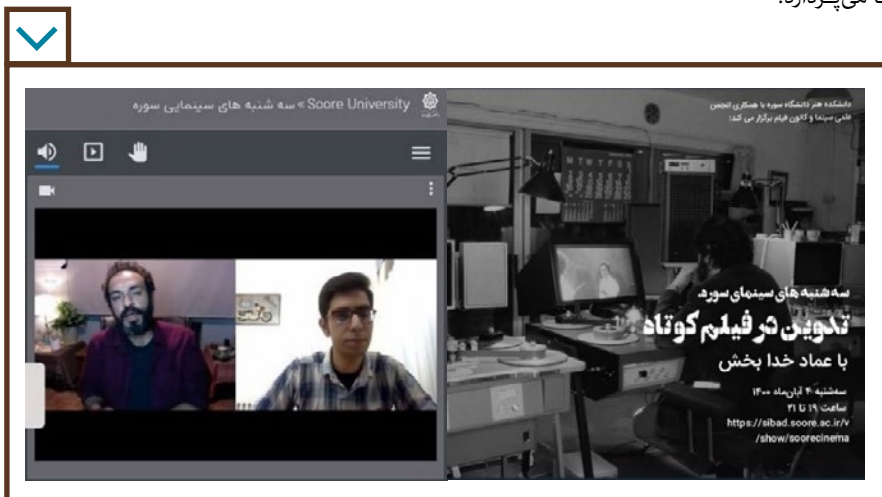 می‌پردازد.
Soore University » سه شنبه های سینمایی سوره
دانشکده هنر دانشگاه سوره با همکاری انجمن
علمی سینما و کانون فیلم برگزار می کند:
M T W T F S S
سه شنبه های سینمای سوره
تدوین در فیلم کوتاه
با عماد خدا بخش
سه‌شنبه ۴ آبان‌ماه ۱۴۰۰
ساعت ۱۹ تا ۲۱
https://sibad.soore.ac.ir/v
/show/soorecinema